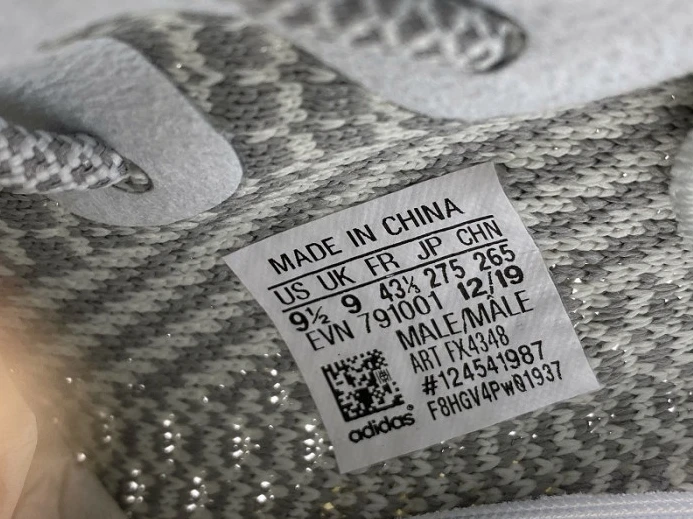 MADE IN CHINA
US UK FR JP CHN
9½ 9 43⅓ 275 265
EVN 791001 12/19
MALE/MÂLE
ART FX4348
#124541987
F8HGV4PWQ1937
adidas®